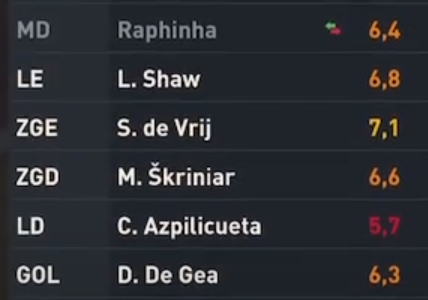 MD Raphinha 6,4
LE L. Shaw 6,8
ZGE S. de Vrij 7,1
ZGD M. Škriniar 6,6
LD C. Azpilicueta 5,7
GOL D. De Gea 6,3